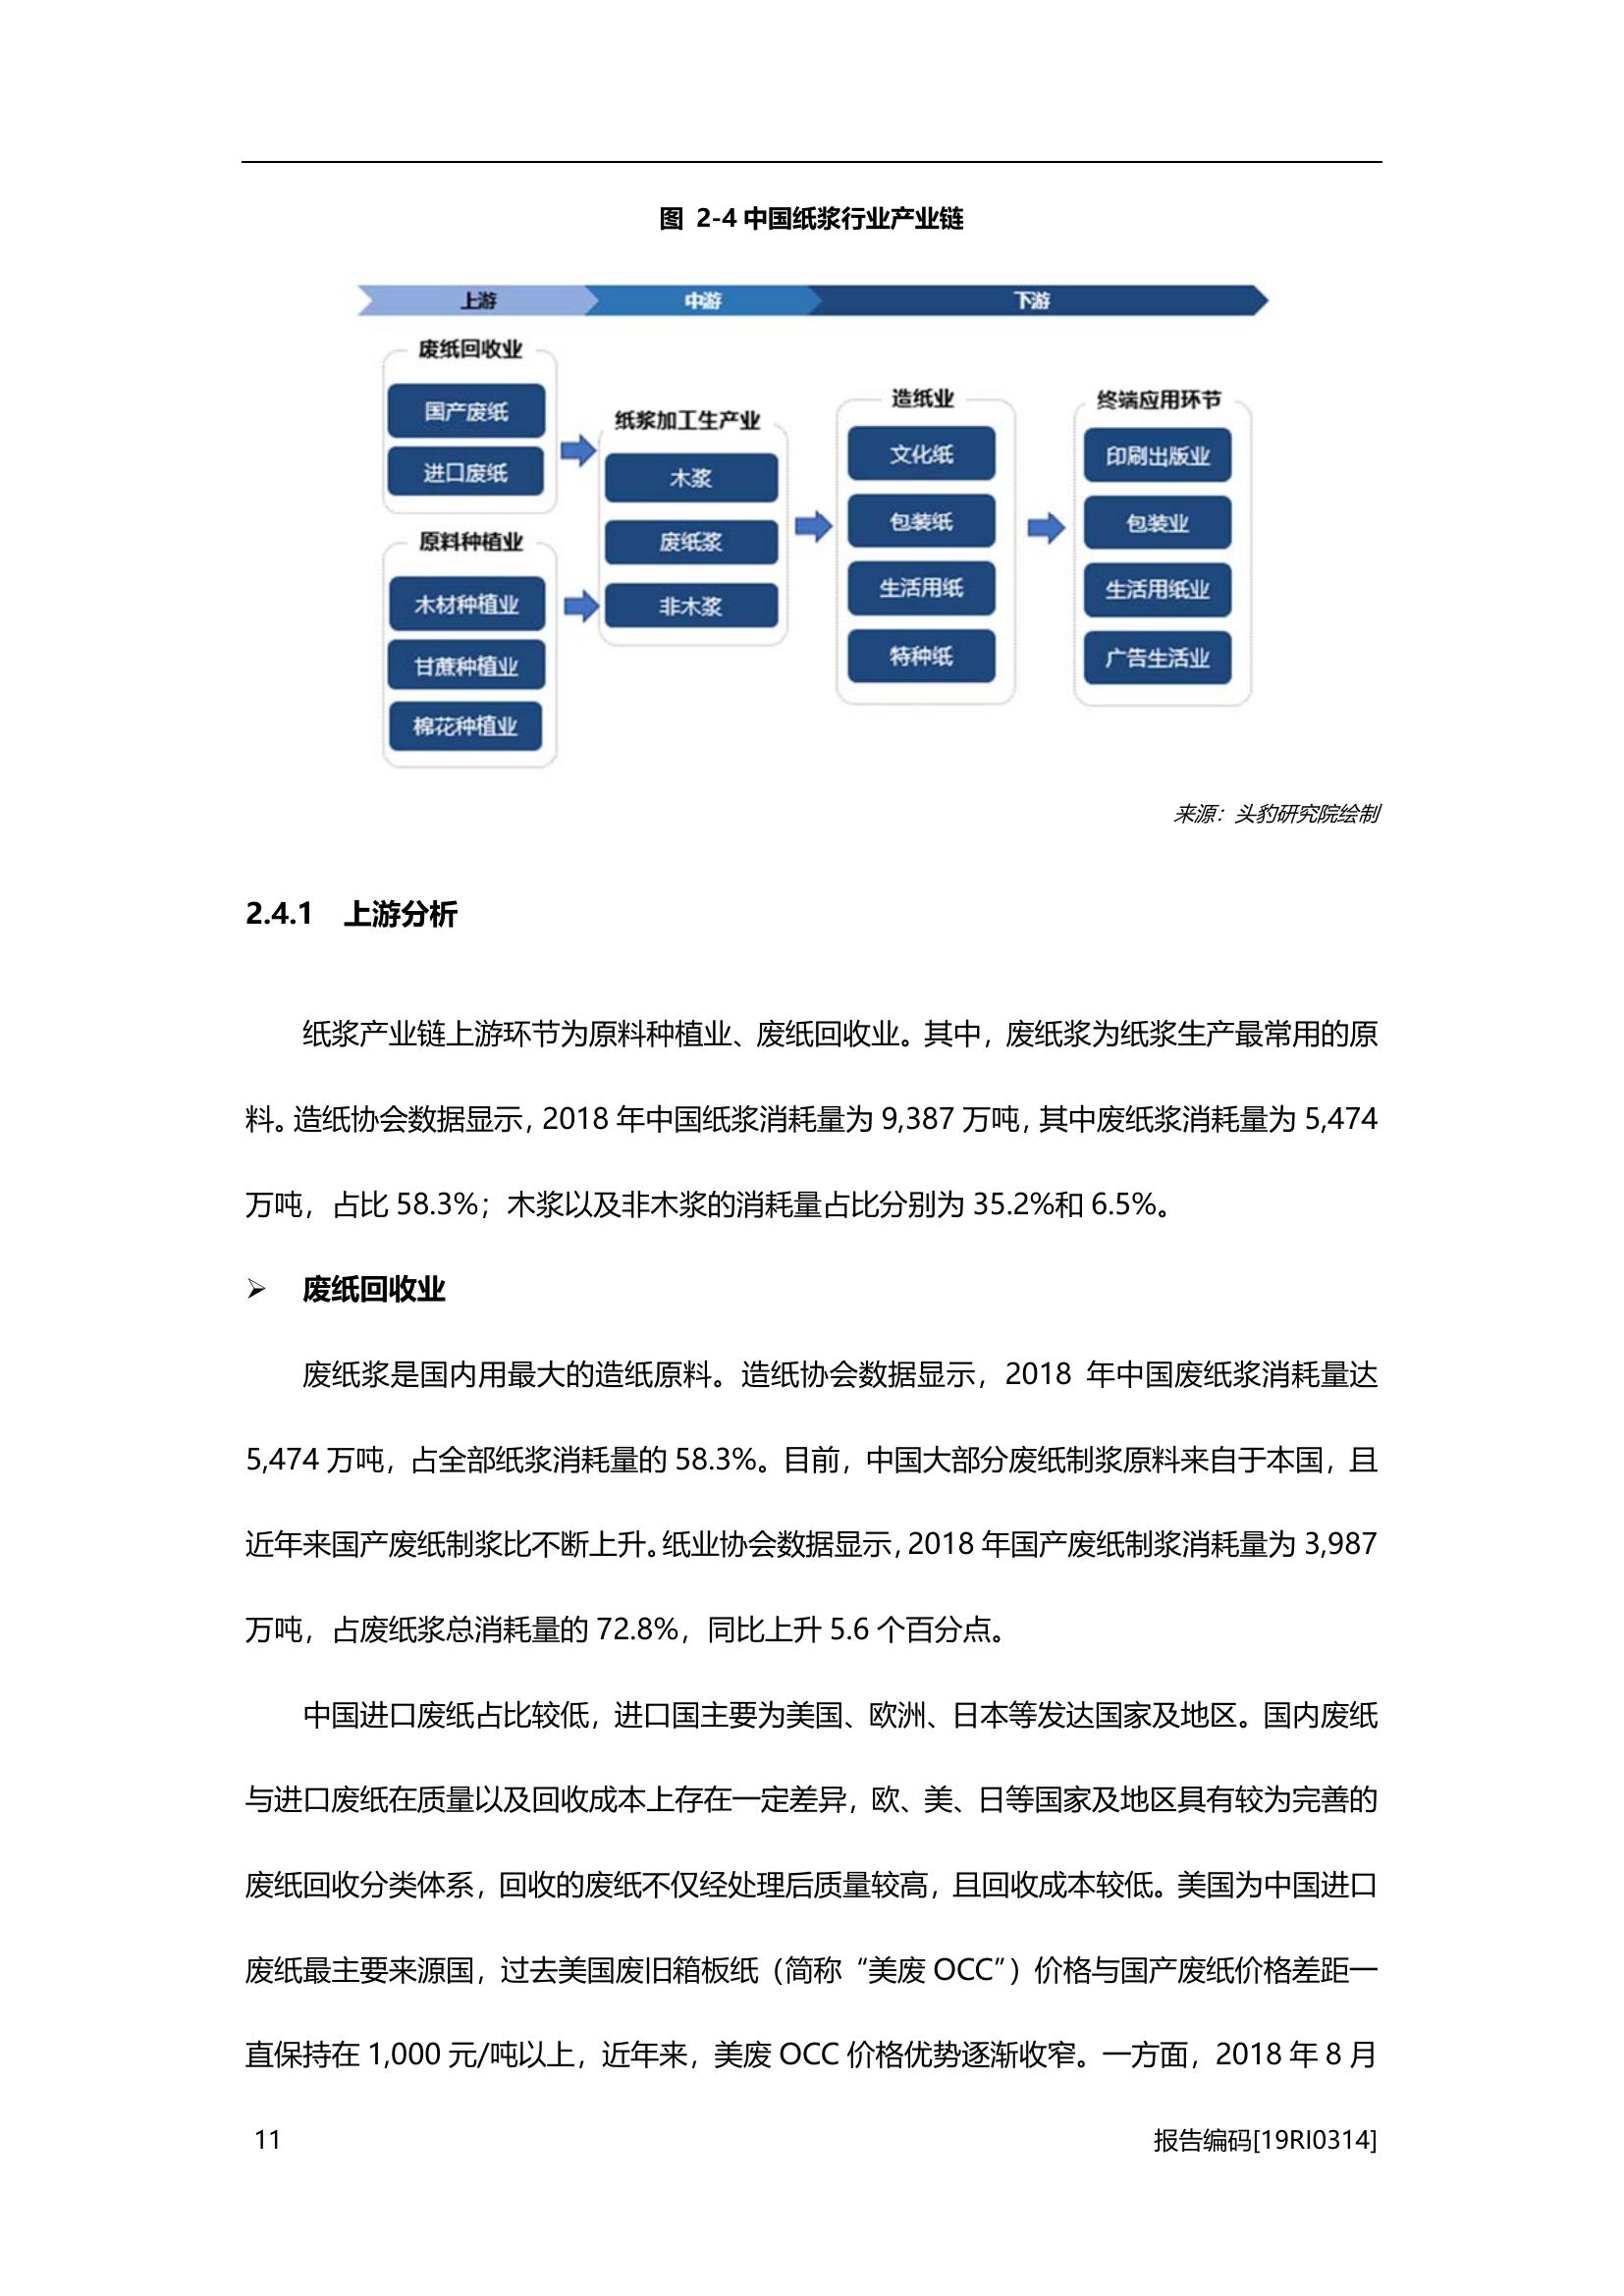 图 2-4 中国纸浆行业产业链
上游
中游
下游
废纸回收业
国产废纸
进口废纸
原料种植业
木材种植业
甘蔗种植业
棉花种植业
纸浆加工生产业
木浆
废纸浆
非木浆
造纸业
文化纸
包装纸
生活用纸
特种纸
终端应用环节
印刷出版业
包装业
生活用纸业
广告生活业
来源：头豹研究院绘制
2.4.1 上游分析
纸浆产业链上游环节为原料种植业、废纸回收业。其中，废纸浆为纸浆生产最常用的原
料。造纸协会数据显示，2018 年中国纸浆消耗量为 9,387 万吨，其中废纸浆消耗量为 5,474
万吨，占比 58.3%；木浆以及非木浆的消耗量占比分别为 35.2%和 6.5%。
➢ 废纸回收业
废纸浆是国内用最大的造纸原料。造纸协会数据显示，2018 年中国废纸浆消耗量达
5,474 万吨，占全部纸浆消耗量的 58.3%。目前，中国大部分废纸制浆原料来自于本国，且
近年来国产废纸制浆比不断上升。纸业协会数据显示，2018 年国产废纸制浆消耗量为 3,987
万吨，占废纸浆总消耗量的 72.8%，同比上升 5.6 个百分点。
中国进口废纸占比较低，进口国主要为美国、欧洲、日本等发达国家及地区。国内废纸
与进口废纸在质量以及回收成本上存在一定差异，欧、美、日等国家及地区具有较为完善的
废纸回收分类体系，回收的废纸不仅经处理后质量较高，且回收成本较低。美国为中国进口
废纸最主要来源国，过去美国废旧箱板纸（简称“美废 OCC”）价格与国产废纸价格差距一
直保持在 1,000 元/吨以上，近年来，美废 OCC 价格优势逐渐收窄。一方面，2018 年 8 月
11
报告编码[19RI0314]